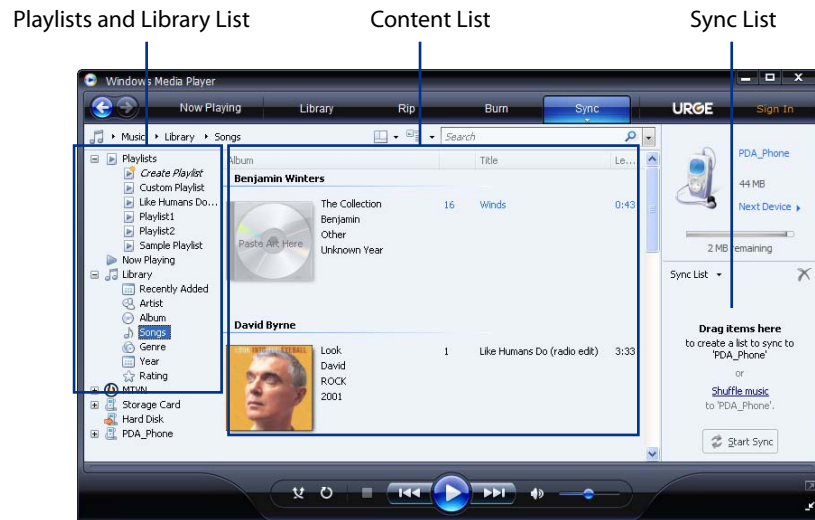 Playlists and Library List
Content List
Sync List
Windows Media Player
Now Playing
Library
Rip
Burn
Sync
URGE
Sign In
Music
Library
Songs
Search
Playlists
Create Playlist
Custom Playlist
Like Humans Do...
Playlist1
Playlist2
Sample Playlist
Now Playing
Library
Recently Added
Artist
Album
Songs
Genre
Year
Rating
MTVN
Storage Card
Hard Disk
PDA_Phone
Album
Title
Le...
Benjamin Winters
Paste Art Here
The Collection
16
Winds
0:43
Benjamin
Other
Unknown Year
David Byrne
LOOK INTO THE EYEBALL
Look
1
Like Humans Do (radio edit)
3:33
David
ROCK
2001
PDA_Phone
44 MB
Next Device
2 MB remaining
Sync List
Drag items here
to create a list to sync to
'PDA_Phone'
or
Shuffle music
to 'PDA_Phone'.
Start Sync